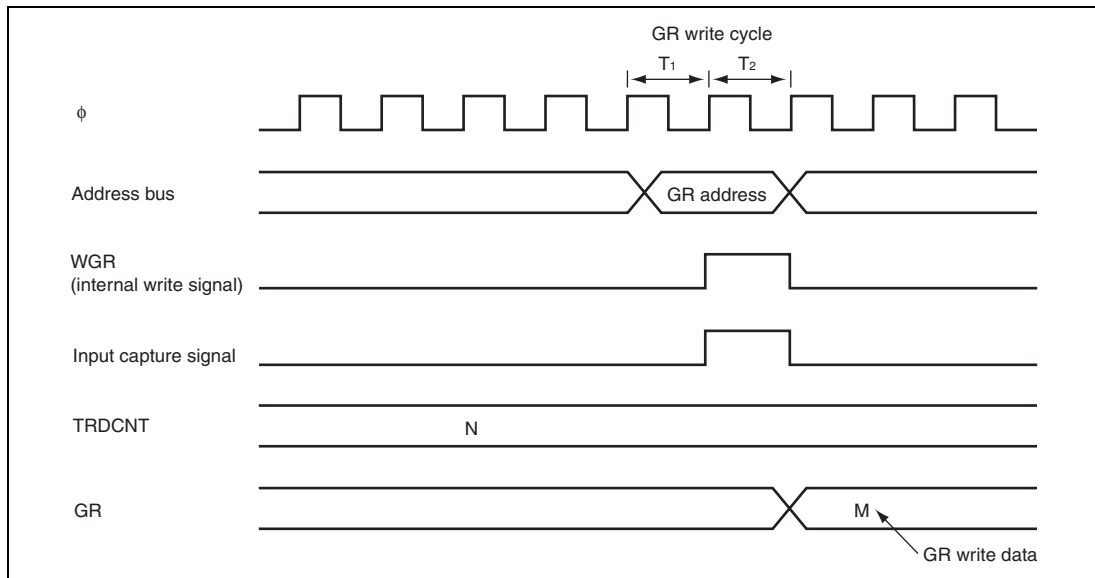 GR write cycle
T1 T2
ϕ
Address bus
GR address
WGR
(internal write signal)
Input capture signal
TRDCNT
N
GR
M
GR write data